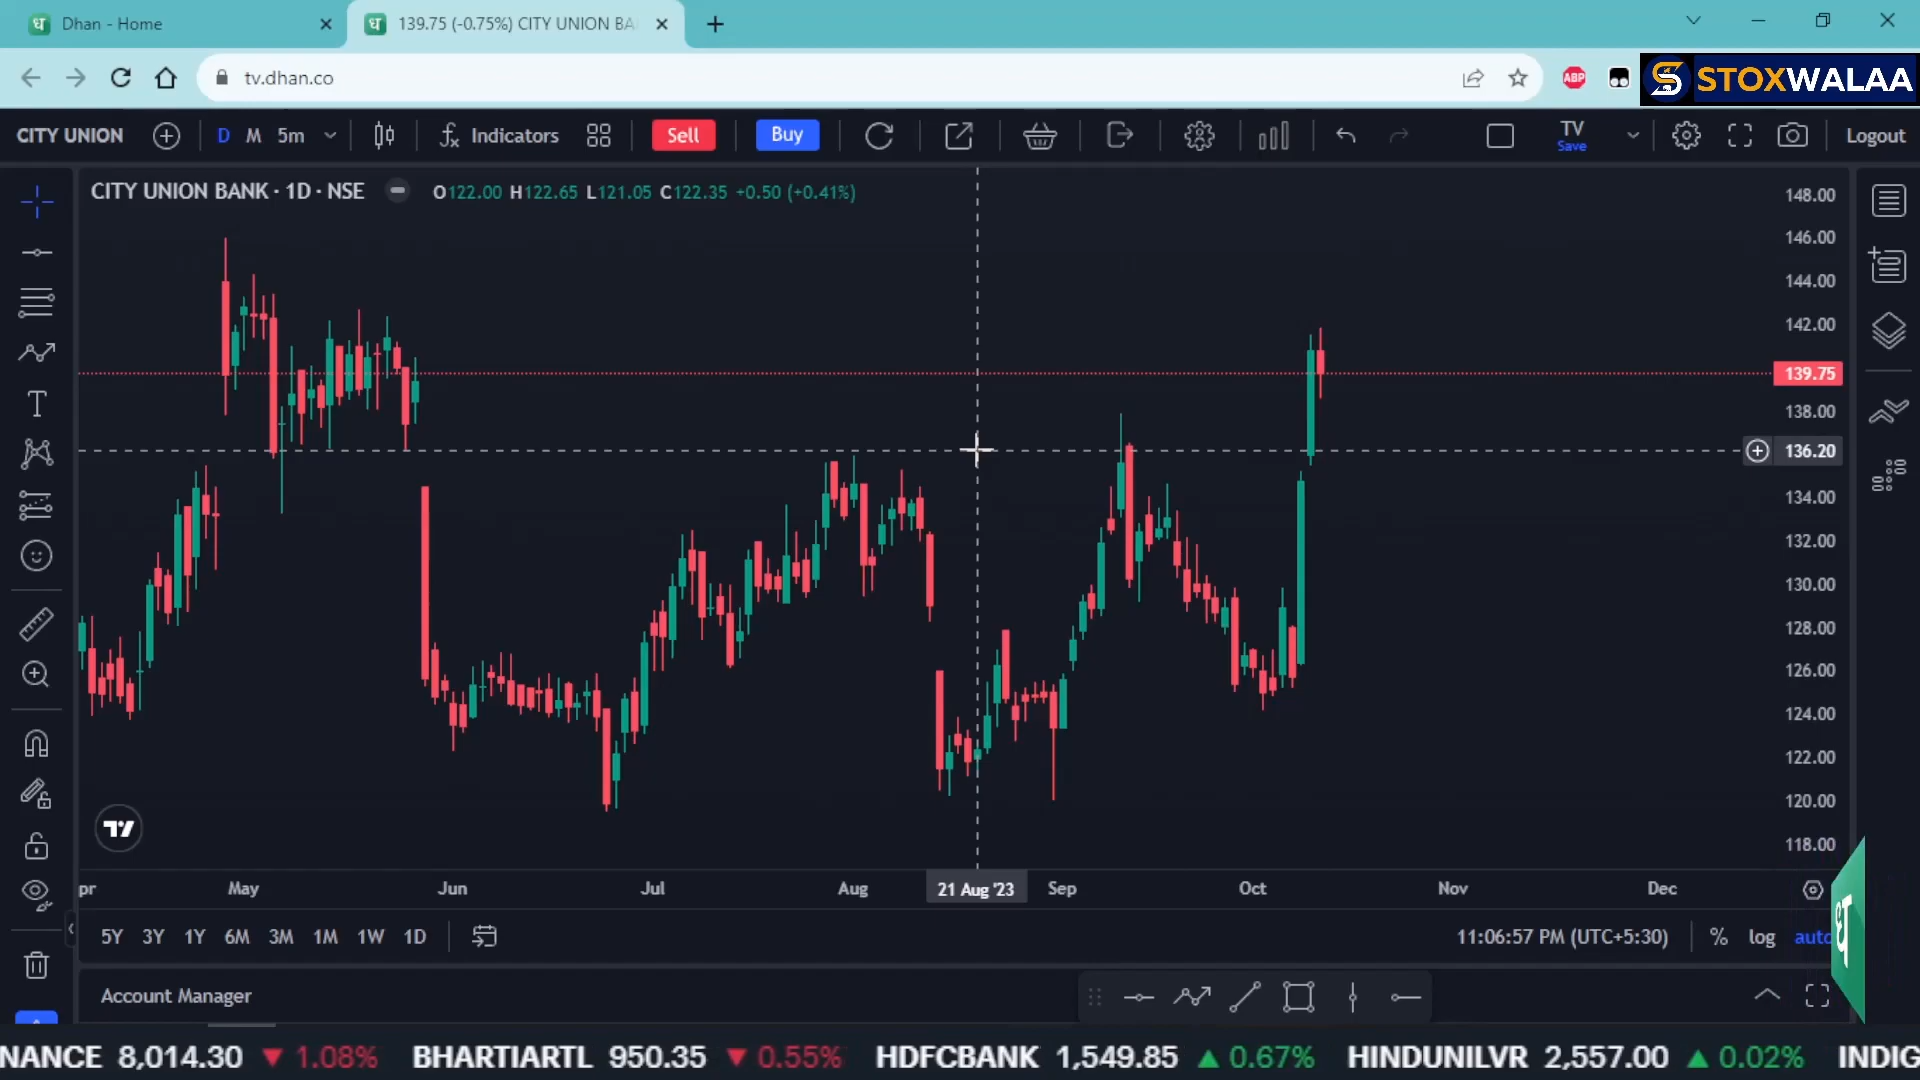 Dhan - Home
139.75 (-0.75%) CITY UNION BA
tv.dhan.co
ABP
STOXWALAA
CITY UNION D M 5m Indicators Sell Buy TV Save Logout
CITY UNION BANK · 1D · NSE O122.00 H122.65 L121.05 C122.35 +0.50 (+0.41%)
148.00
146.00
144.00
142.00
139.75
138.00
136.20
134.00
132.00
130.00
128.00
126.00
124.00
122.00
120.00
118.00
pr May Jun Jul Aug 21 Aug '23 Sep Oct Nov Dec
5Y 3Y 1Y 6M 3M 1M 1W 1D 11:06:57 PM (UTC+5:30) % log auto
Account Manager
NANCE 8,014.30 ▼ 1.08% BHARTIARTL 950.35 ▼ 0.55% HDFCBANK 1,549.85 ▲ 0.67% HINDUNILVR 2,557.00 ▲ 0.02% INDIG